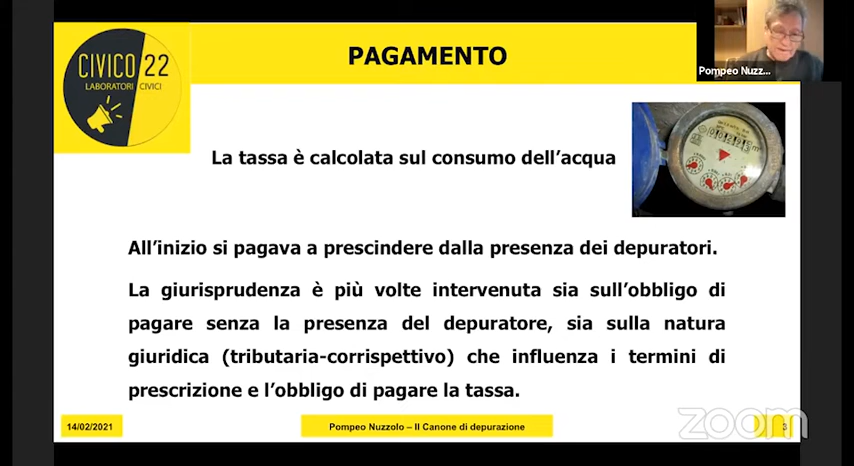 CIVICO 22
LABORATORI CIVICI
PAGAMENTO
Pompeo Nuzz...
La tassa è calcolata sul consumo dell’acqua
All’inizio si pagava a prescindere dalla presenza dei depuratori.
La giurisprudenza è più volte intervenuta sia sull’obbligo di
pagare senza la presenza del depuratore, sia sulla natura
giuridica (tributaria-corrispettivo) che influenza i termini di
prescrizione e l’obbligo di pagare la tassa.
14/02/2021
Pompeo Nuzzolo – Il Canone di depurazione
3
zoom